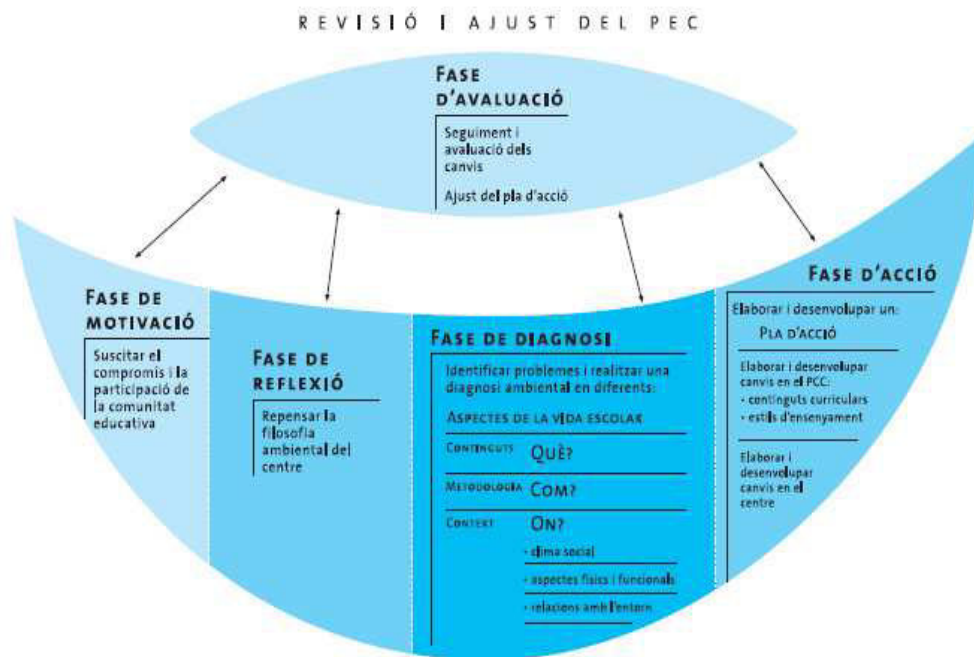 REVISIÓ I AJUST DEL PEC
FASE
D'AVALUACIÓ
Seguiment i
avaluació dels
canvis
Ajust del pla d'acció
FASE DE
MOTIVACIÓ
Suscitar el
compromis i la
participació de
la comunitat
educativa
FASE DE
REFLEXIÓ
Repensar la
filosofia
ambiental del
centre
FASE DE DIAGNOSI
Identificar problemes i realitzar una
diagnosi ambiental en diferents:
ASPECTES DE LA VIDA ESCOLAR
CONTINGUTS QUÈ?
METODOLOGÍA COM?
CONTEXT ON?
• clima social
• aspectes físics i funcionals
• relacions amb l'entorn
FASE D'ACCIÓ
Elaborar i desenvolupar un:
PLA D'ACCIÓ
Elaborar i desenvolupar
canvis en el PCC:
• continguts curriculars
• estils d'ensenyament
Elaborar i
desenvolupar
canvis en el
centre